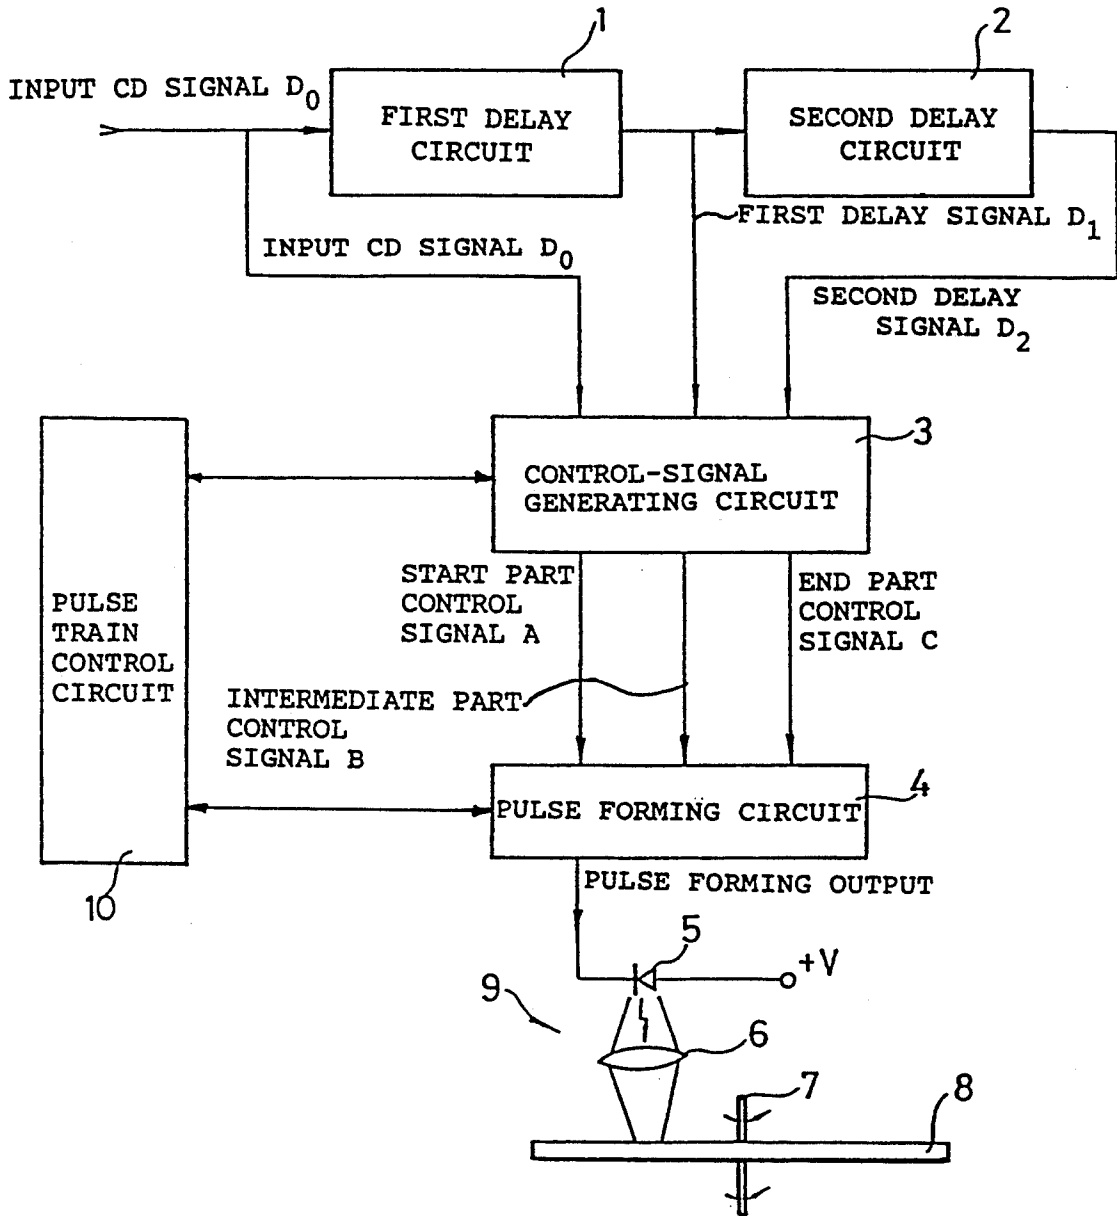 1
2
INPUT CD SIGNAL D0
FIRST DELAY
CIRCUIT
SECOND DELAY
CIRCUIT
FIRST DELAY SIGNAL D1
INPUT CD SIGNAL D0
SECOND DELAY
SIGNAL D2
3
CONTROL-SIGNAL
GENERATING CIRCUIT
START PART
CONTROL
SIGNAL A
END PART
CONTROL
SIGNAL C
PULSE
TRAIN
CONTROL
CIRCUIT
INTERMEDIATE PART
CONTROL
SIGNAL B
4
PULSE FORMING CIRCUIT
10
PULSE FORMING OUTPUT
5
+V
9
6
7
8